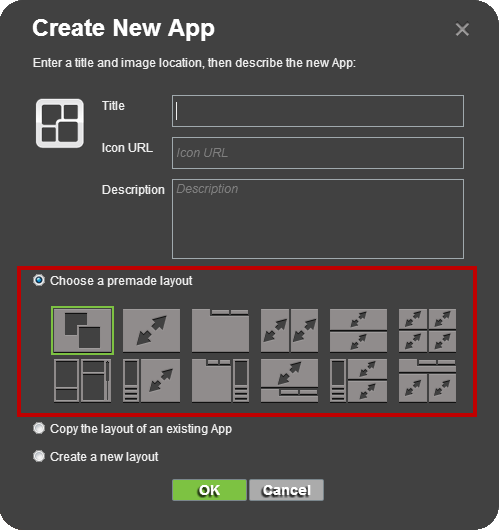 Create New App
Enter a title and image location, then describe the new App:
Title
Icon URL
Icon URL
Description
Description
Choose a premade layout
Copy the layout of an existing App
Create a new layout
OK Cancel